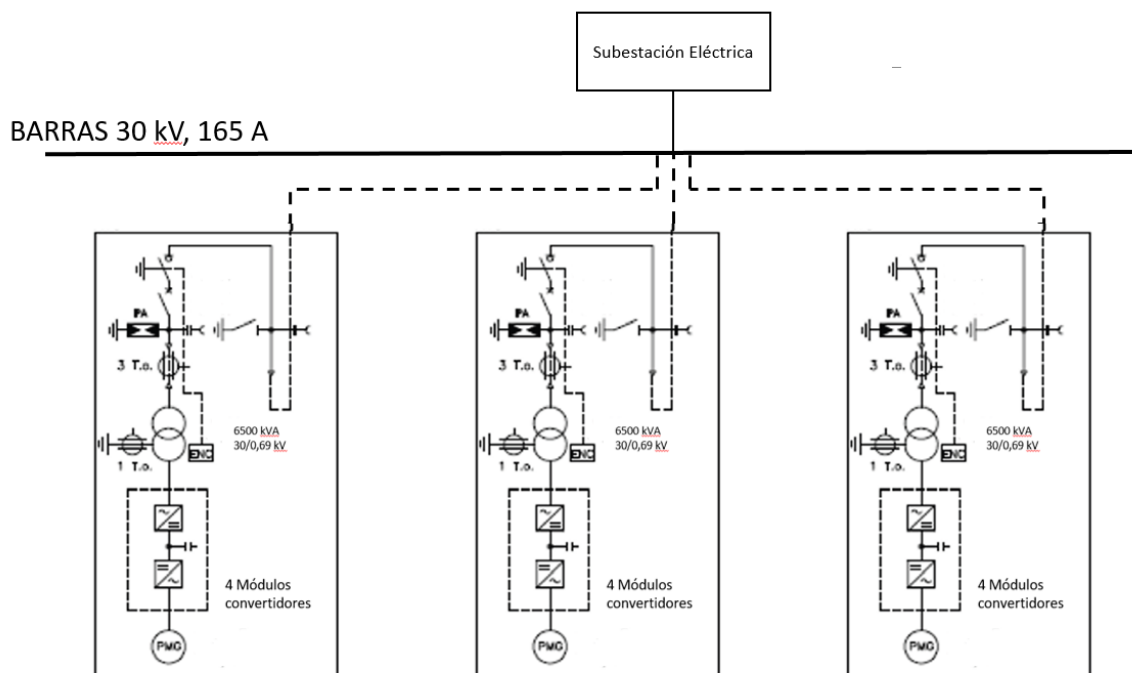 Subestación Eléctrica
BARRAS 30 kV, 165 A
PA
3 T.o.
6500 kVA
30/0,69 kV
ENC
1 T.o.
4 Módulos
convertidores
PMG
PA
3 T.o.
6500 kVA
30/0,69 kV
ENC
1 T.o.
4 Módulos
convertidores
PMG
PA
3 T.o.
6500 kVA
30/0,69 kV
ENC
1 T.o.
4 Módulos
convertidores
PMG